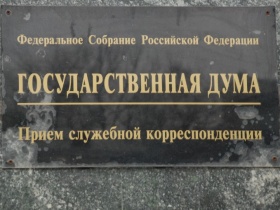 Федеральное Собрание Российской Федерации
ГОСУДАРСТВЕННАЯ ДУМА
Прием служебной корреспонденции